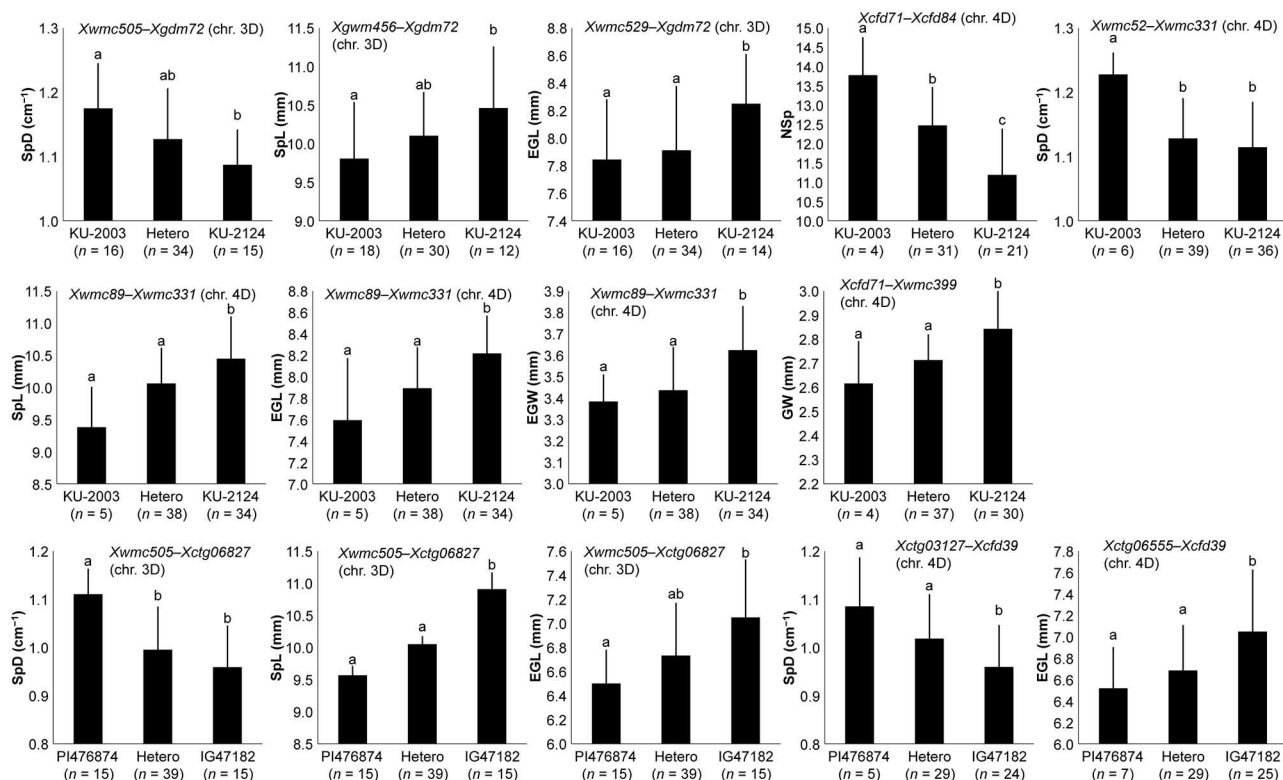 Xwmc505–Xgdm72 (chr. 3D)
SpD (cm⁻¹)
1.3
1.2
1.1
1.0
a
ab
b
KU-2003
Hetero
KU-2124
(n = 16)
(n = 34)
(n = 15)
Xgwm456–Xgdm72
(chr. 3D)
SpL (mm)
11.5
11.0
10.5
10.0
9.5
9.0
a
ab
b
KU-2003
Hetero
KU-2124
(n = 18)
(n = 30)
(n = 12)
Xwmc529–Xgdm72 (chr. 3D)
EGL (mm)
8.8
8.6
8.4
8.2
8.0
7.8
7.6
7.4
a
a
b
KU-2003
Hetero
KU-2124
(n = 16)
(n = 34)
(n = 14)
Xcfd71–Xcfd84 (chr. 4D)
NSp
15.0
14.5
14.0
13.5
13.0
12.5
12.0
11.5
11.0
10.5
10.0
a
b
c
KU-2003
Hetero
KU-2124
(n = 4)
(n = 31)
(n = 21)
Xwmc52–Xwmc331 (chr. 4D)
SpD (cm⁻¹)
1.3
1.2
1.1
1.0
a
b
b
KU-2003
Hetero
KU-2124
(n = 6)
(n = 39)
(n = 36)
Xwmc89–Xwmc331 (chr. 4D)
SpL (mm)
11.5
11.0
10.5
10.0
9.5
9.0
8.5
a
a
b
KU-2003
Hetero
KU-2124
(n = 5)
(n = 38)
(n = 34)
Xwmc89–Xwmc331 (chr. 4D)
EGL (mm)
8.8
8.6
8.4
8.2
8.0
7.8
7.6
7.4
7.2
7.0
a
a
b
KU-2003
Hetero
KU-2124
(n = 5)
(n = 38)
(n = 34)
Xwmc89–Xwmc331
(chr. 4D)
EGW (mm)
3.9
3.8
3.7
3.6
3.5
3.4
3.3
3.2
3.1
3.0
a
a
b
KU-2003
Hetero
KU-2124
(n = 5)
(n = 38)
(n = 34)
Xcfd71–Xwmc399
(chr. 4D)
GW (mm)
3.0
2.9
2.8
2.7
2.6
2.5
2.4
2.3
2.2
a
a
b
KU-2003
Hetero
KU-2124
(n = 4)
(n = 37)
(n = 30)
Xwmc505–Xctg06827
(chr. 3D)
SpD (cm⁻¹)
1.2
1.1
1.0
0.9
0.8
a
b
b
PI476874
Hetero
IG47182
(n = 15)
(n = 39)
(n = 15)
Xwmc505–Xctg06827
(chr. 3D)
SpL (mm)
11.5
11.0
10.5
10.0
9.5
9.0
8.5
a
a
b
PI476874
Hetero
IG47182
(n = 15)
(n = 39)
(n = 15)
Xwmc505–Xctg06827
(chr. 3D)
EGL (mm)
7.6
7.4
7.2
7.0
6.8
6.6
6.4
6.2
6.0
a
ab
b
PI476874
Hetero
IG47182
(n = 15)
(n = 39)
(n = 15)
Xctg03127–Xcfd39
(chr. 4D)
SpD (cm⁻¹)
1.2
1.1
1.0
0.9
0.8
a
a
b
PI476874
Hetero
IG47182
(n = 5)
(n = 29)
(n = 24)
Xctg06555–Xcfd39
(chr. 4D)
EGL (mm)
7.8
7.6
7.4
7.2
7.0
6.8
6.6
6.4
6.2
6.0
a
a
b
PI476874
Hetero
IG47182
(n = 7)
(n = 29)
(n = 25)